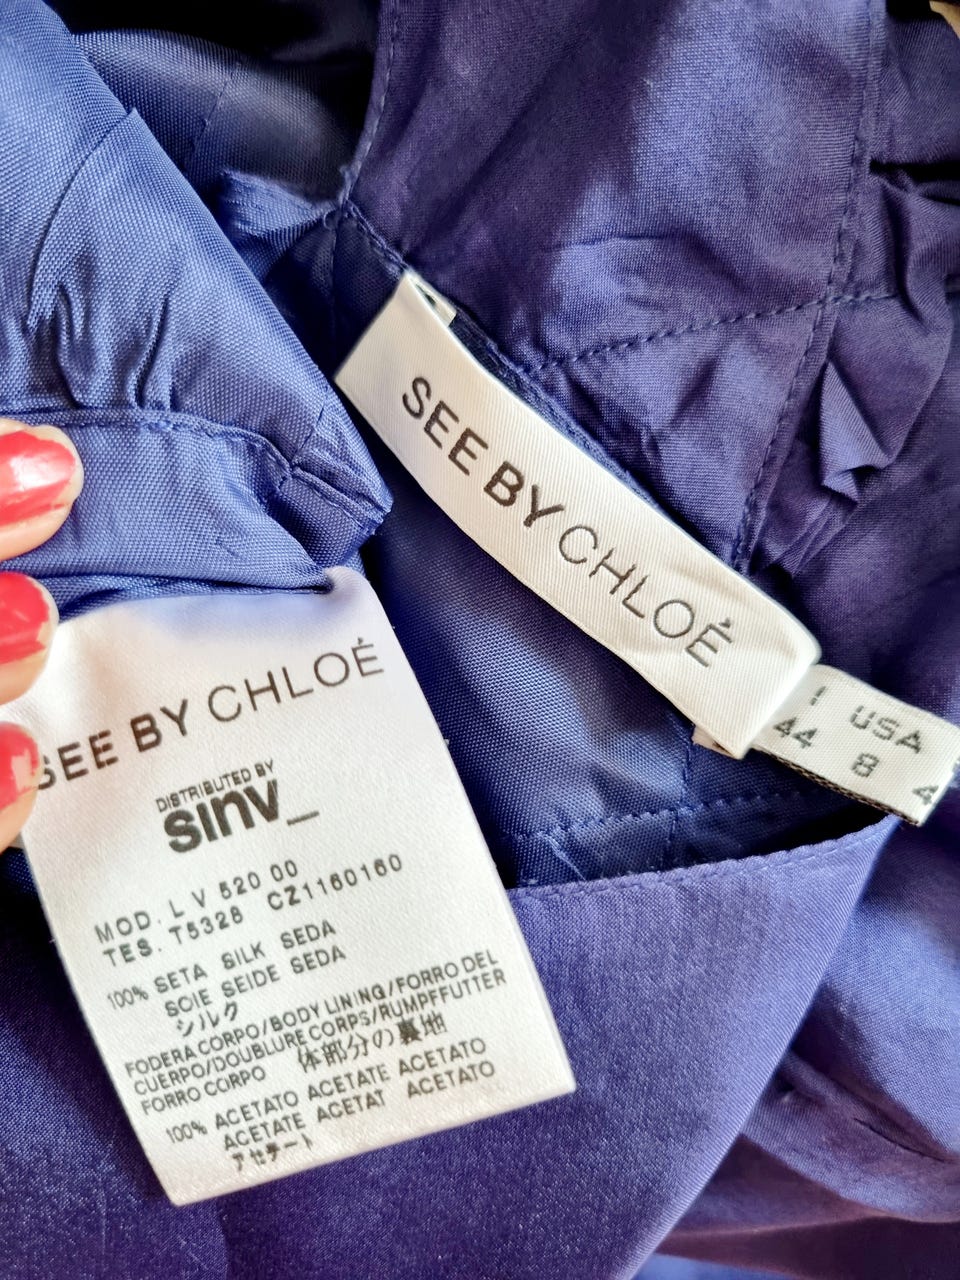 SEE BY CHLOÉ
I USA
44 8 4
SEE BY CHLOÉ
DISTRIBUTED BY
sinv_
MOD. L V 520 00
TES. T5328 CZ1160160
100% SETA SILK SEDA
SOIE SEIDE SEDA
シルク
FODERA CORPO/BODY LINING/FORRO DEL
CUERPO/DOUBLURE CORPS/RUMPFFUTTER
FORRO CORPO 体部分の裏地
100% ACETATO ACETATE ACETATO
ACETATE ACETAT ACETATO
アセテート